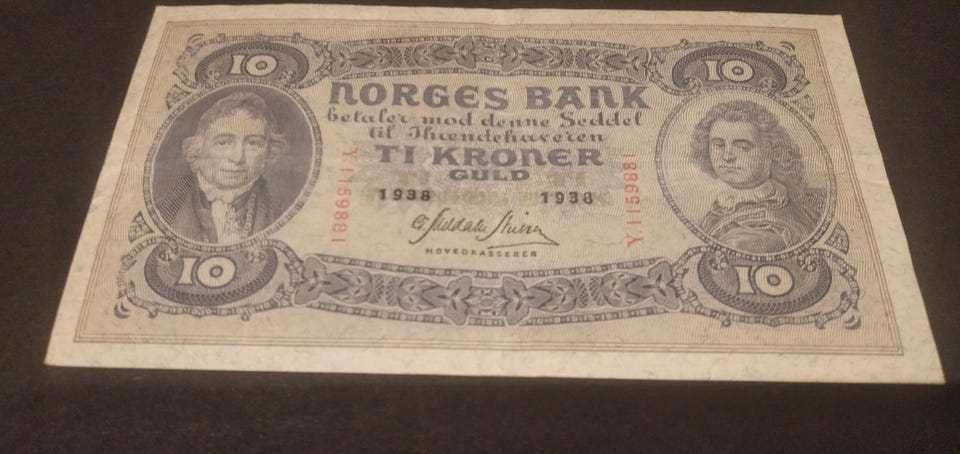 10 10
NORGES BANK
betaler mod denne Seddel
til Ihændehaveren
TI KRONER
GULD
1938 1938
Y.1159881
Y.1159881
HOVEDKASSERER
10 10